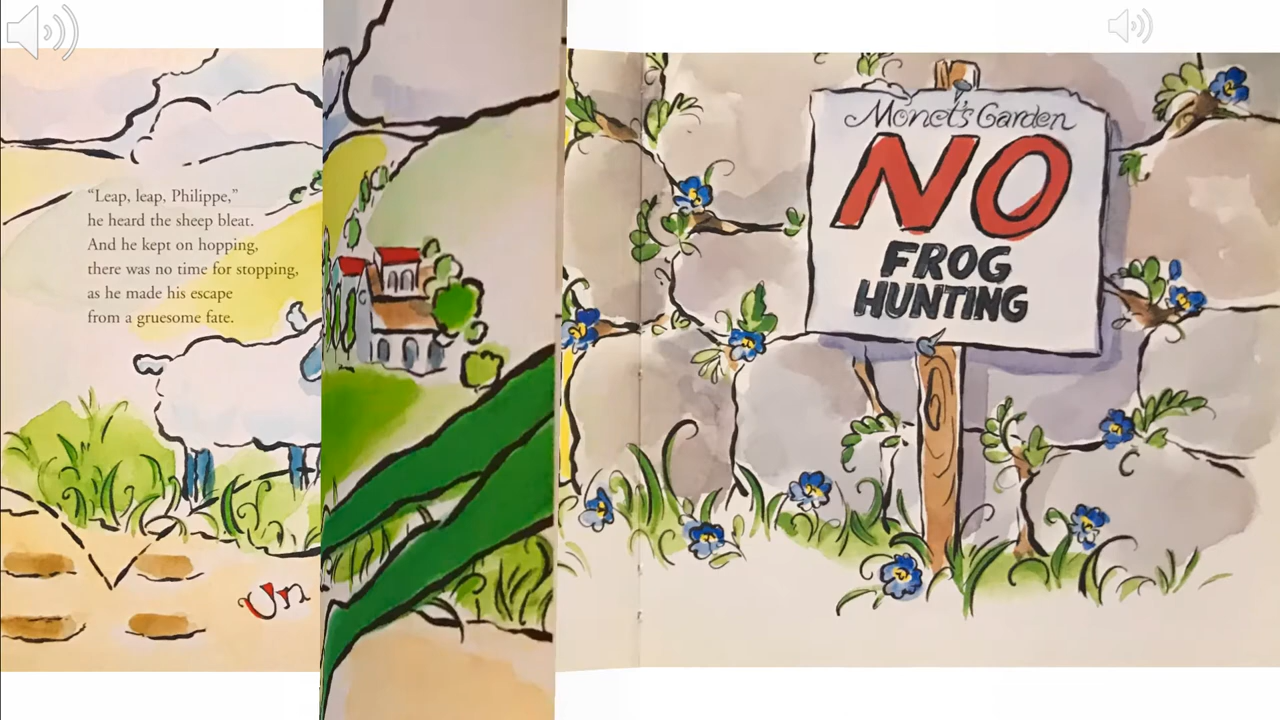 “Leap, leap, Philippe,”
he heard the sheep bleat.
And he kept on hopping,
there was no time for stopping,
as he made his escape
from a gruesome fate.
Un
Monet's Garden
NO
FROG
HUNTING